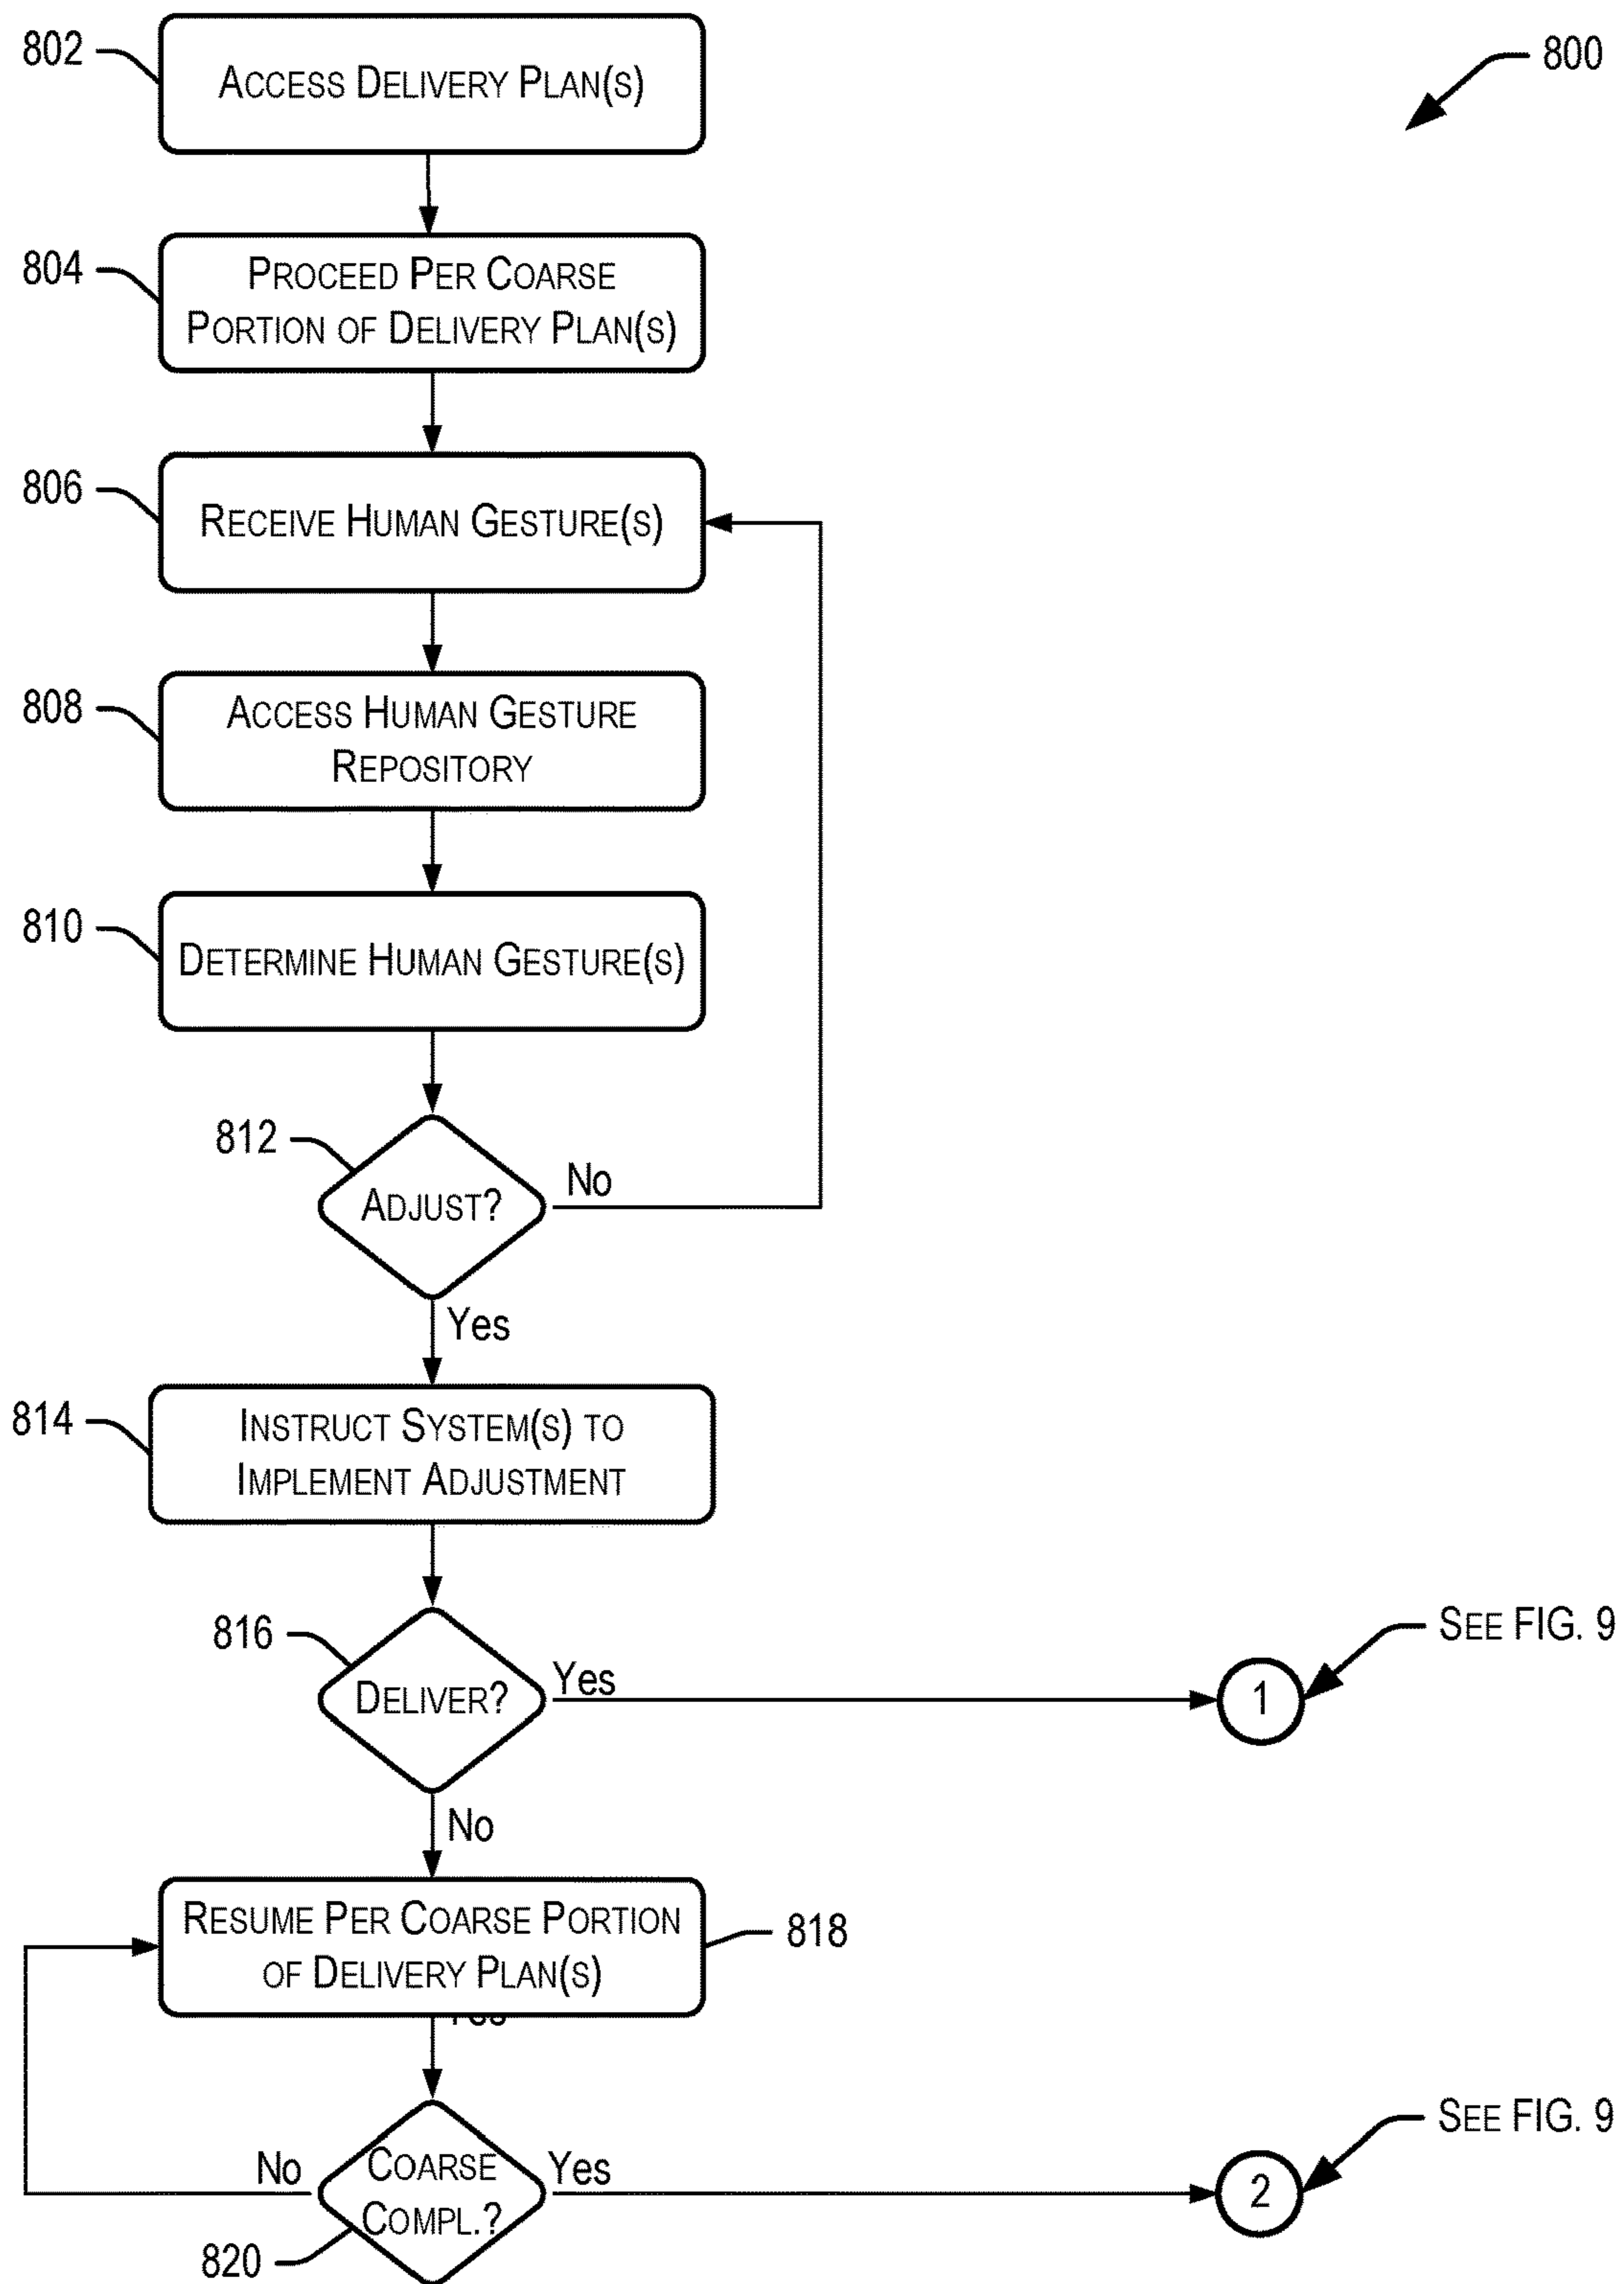 802
ACCESS DELIVERY PLAN(S)
800
804
PROCEED PER COARSE
PORTION OF DELIVERY PLAN(S)
806
RECEIVE HUMAN GESTURE(S)
808
ACCESS HUMAN GESTURE
REPOSITORY
810
DETERMINE HUMAN GESTURE(S)
812
ADJUST?
No
Yes
814
INSTRUCT SYSTEM(S) TO
IMPLEMENT ADJUSTMENT
816
DELIVER?
Yes
1
SEE FIG. 9
No
RESUME PER COARSE PORTION
OF DELIVERY PLAN(S)
818
Yes
No
COARSE
COMPL.?
Yes
2
SEE FIG. 9
820